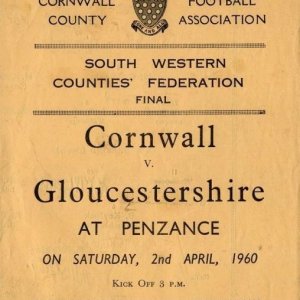 CORNWALL FOOTBALL
COUNTY ASSOCIATION
SOUTH WESTERN
COUNTIES' FEDERATION
FINAL
Cornwall
v.
Gloucestershire
AT PENZANCE
ON SATURDAY, 2nd APRIL, 1960
KICK OFF 3 P.M.